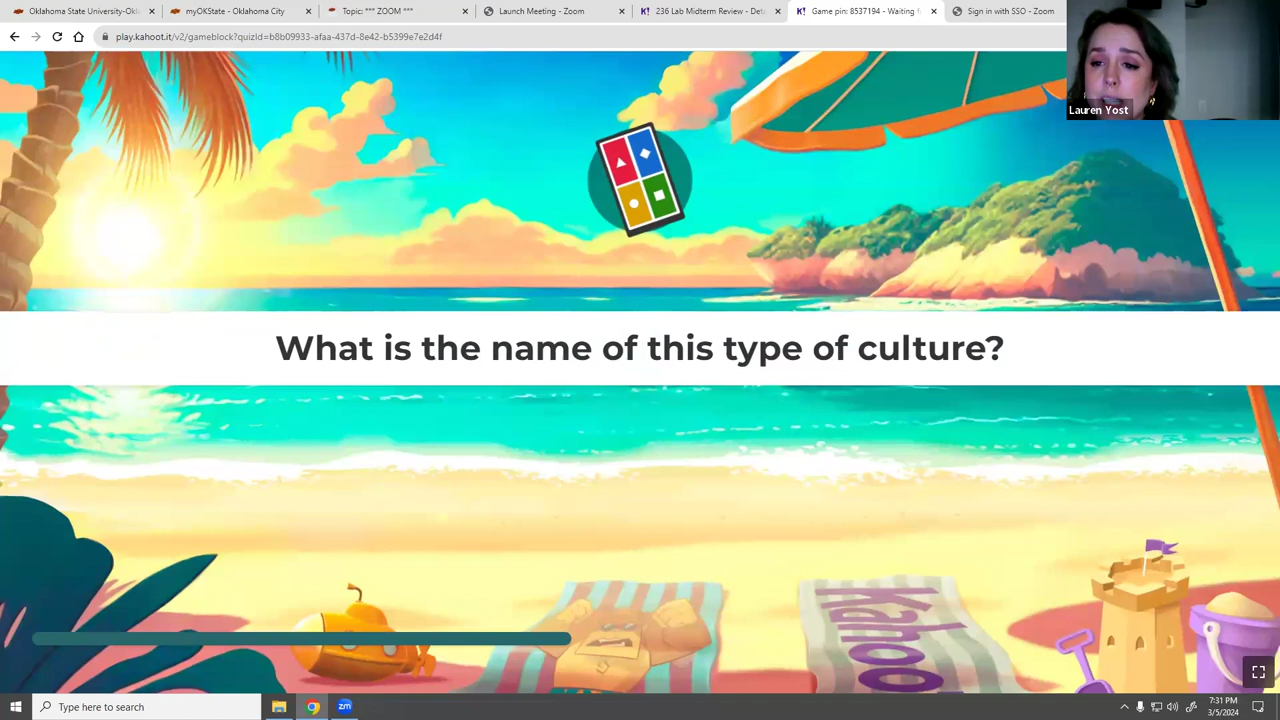 Oklahoma State University-Okl
myOKState - Oklahoma City
Topic: *** ZOOM ***
Launch Meeting - Zoom
236 Lab Midterm Review - Det
Game pin: 8537194 - Waiting f
Sign in with SSO - Zoom
play.kahoot.it/v2/gameblock?quizId=b8b09933-afaa-437d-8e42-b5399e7e2d4f
Lauren Yost
What is the name of this type of culture?
Kahoo
Type here to search
zm
7:31 PM
3/5/2024